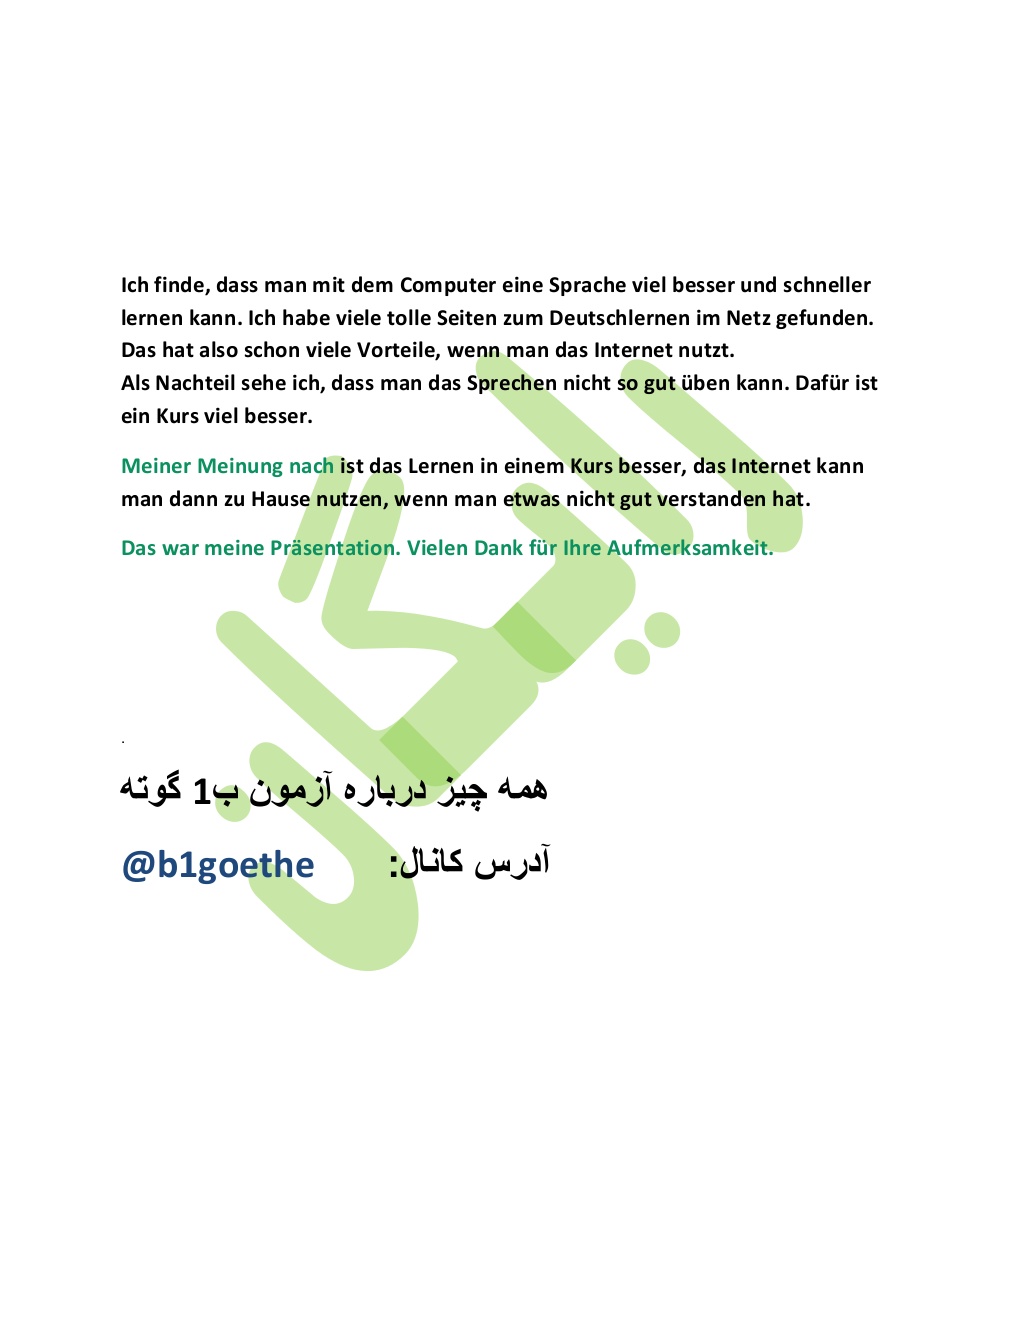 Ich finde, dass man mit dem Computer eine Sprache viel besser und schneller
lernen kann. Ich habe viele tolle Seiten zum Deutschlernen im Netz gefunden.
Das hat also schon viele Vorteile, wenn man das Internet nutzt.
Als Nachteil sehe ich, dass man das Sprechen nicht so gut üben kann. Dafür ist
ein Kurs viel besser.
Meiner Meinung nach ist das Lernen in einem Kurs besser, das Internet kann
man dann zu Hause nutzen, wenn man etwas nicht gut verstanden hat.
Das war meine Präsentation. Vielen Dank für Ihre Aufmerksamkeit.
.
همه چیز درباره آزمون ب1 گوته
آدرس کانال: @b1goethe
رایگان